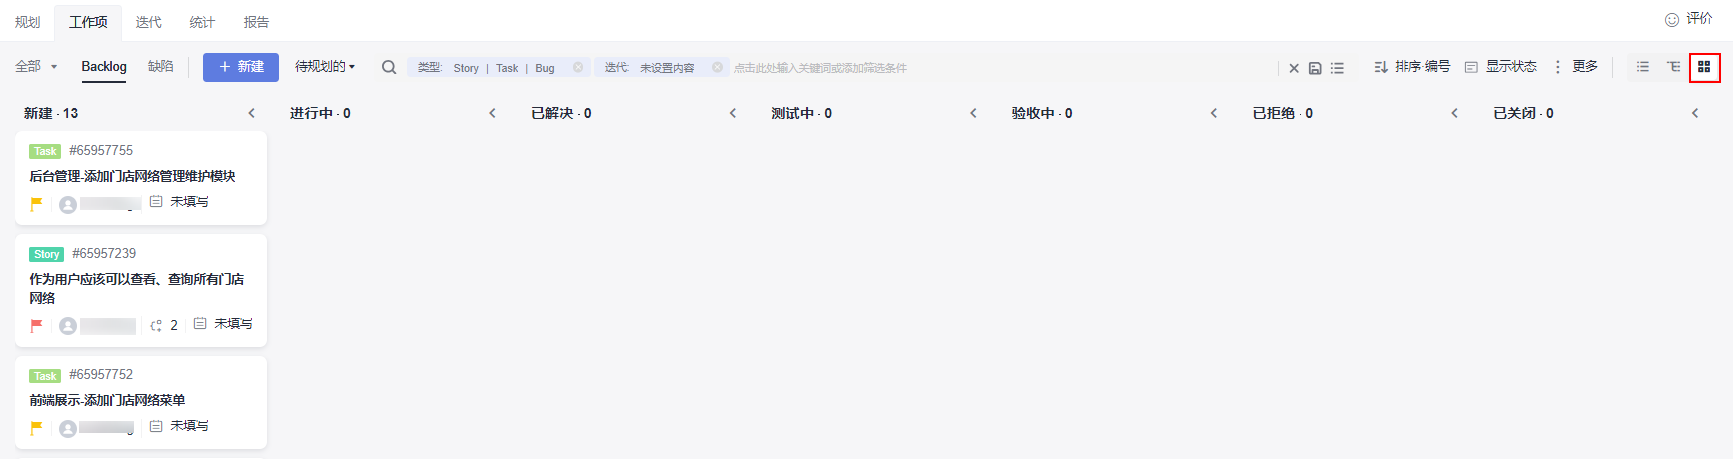 规划 工作项 迭代 统计 报告 评价
全部 Backlog 缺陷 新建 待规划的 类型: Story | Task | Bug 迭代: 未设置内容 点击此处输入关键词或添加筛选条件 排序·编号 显示状态 更多
新建 · 13 进行中 · 0 已解决 · 0 测试中 · 0 验收中 · 0 已拒绝 · 0 已关闭 · 0
Task #65957755
后台管理-添加门店网络管理维护模块
未填写
Story #65957239
作为用户应该可以查看、查询所有门店
网络
2 未填写
Task #65957752
前端展示-添加门店网络菜单
未填写